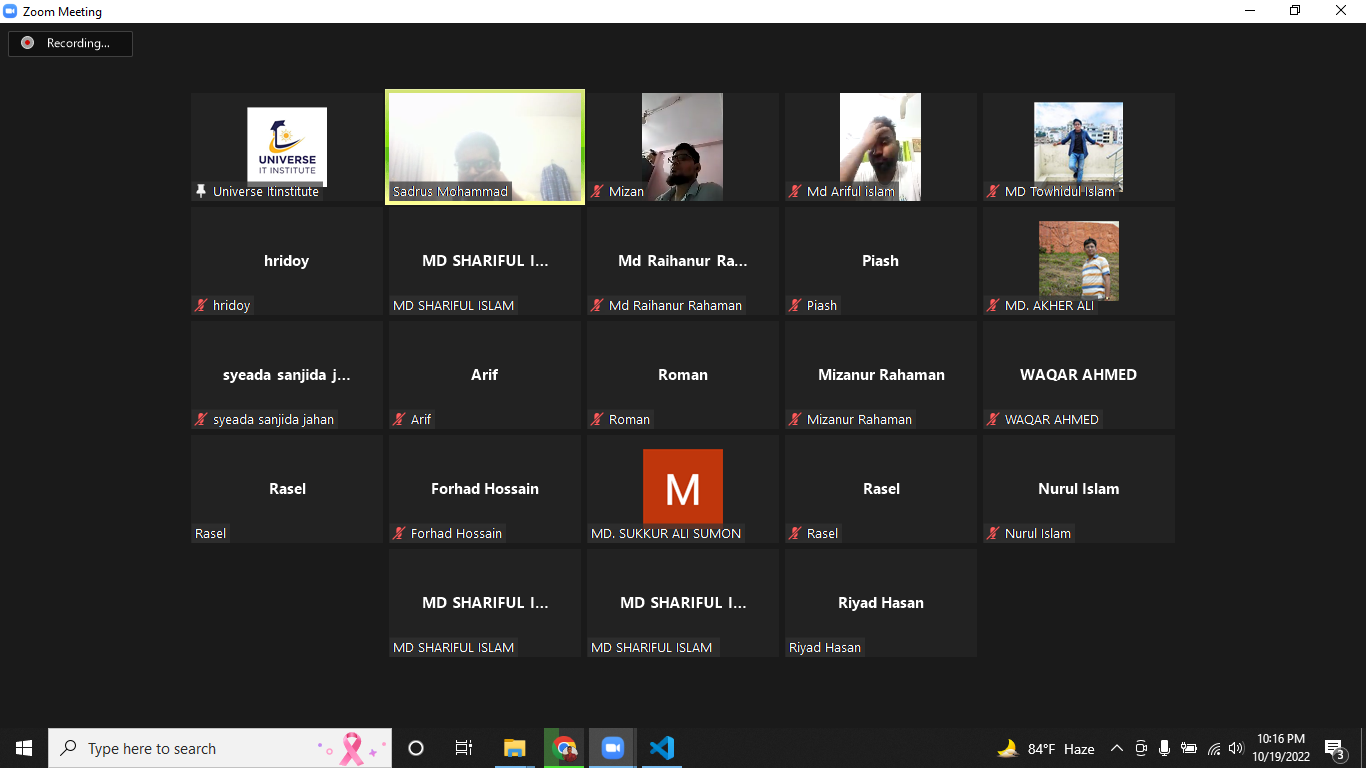 Zoom Meeting
Recording...
UNIVERSE
IT INSTITUTE
Universe Itinstitute
Sadrus Mohammad
Mizan
Md Ariful islam
MD Towhidul Islam
hridoy
hridoy
MD SHARIFUL I...
MD SHARIFUL ISLAM
Md Raihanur Ra...
Md Raihanur Rahaman
Piash
Piash
MD. AKHER ALI
syeada sanjida j...
syeada sanjida jahan
Arif
Arif
Roman
Roman
Mizanur Rahaman
Mizanur Rahaman
WAQAR AHMED
WAQAR AHMED
Rasel
Rasel
Forhad Hossain
Forhad Hossain
M
MD. SUKKUR ALI SUMON
Rasel
Rasel
Nurul Islam
Nurul Islam
MD SHARIFUL I...
MD SHARIFUL ISLAM
MD SHARIFUL I...
MD SHARIFUL ISLAM
Riyad Hasan
Riyad Hasan
Type here to search
84°F Haze
10:16 PM
10/19/2022
3